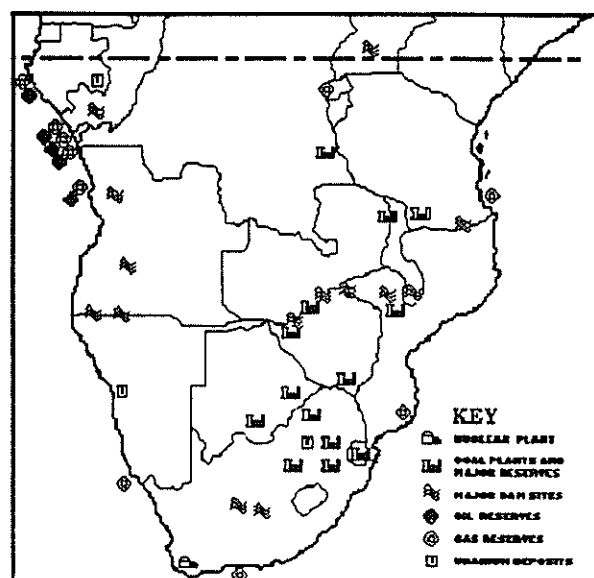 KEY
NUCLEAR PLANT
COAL PLANTS AND
MAJOR RESERVES
MAJOR DAM SITES
OIL RESERVES
GAS RESERVES
URANIUM DEPOSITS